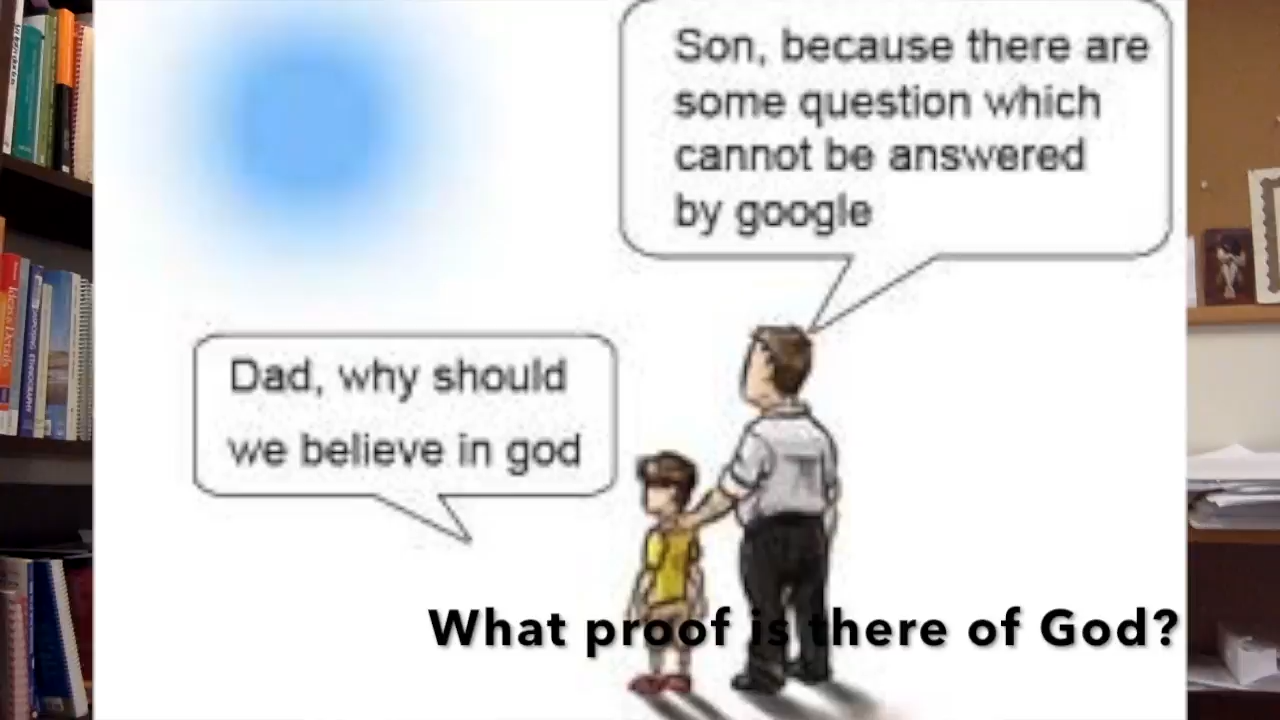 Son, because there are
some question which
cannot be answered
by google
Dad, why should
we believe in god
What proof is there of God?